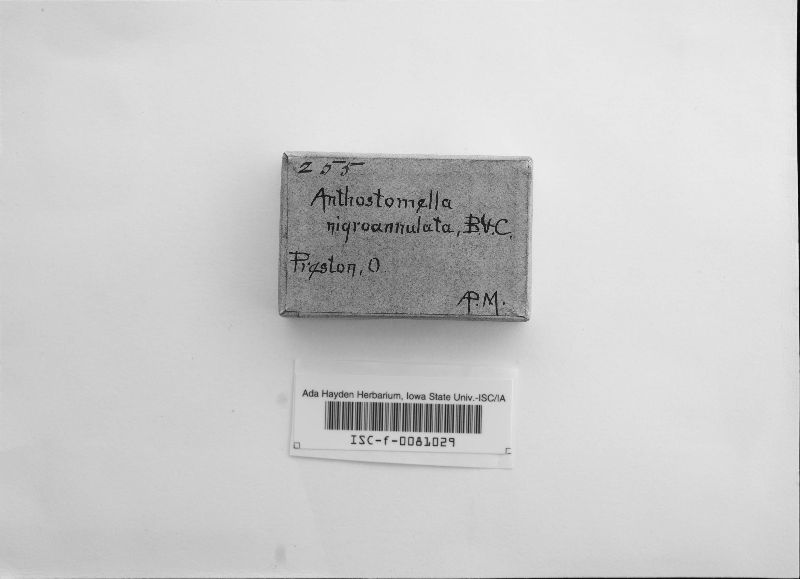 255
Anthostomella
nigroannulata, B.&.C.
Preston, O
A.P.M.
Ada Hayden Herbarium, Iowa State Univ.-ISC/IA
ISC-f-0081029